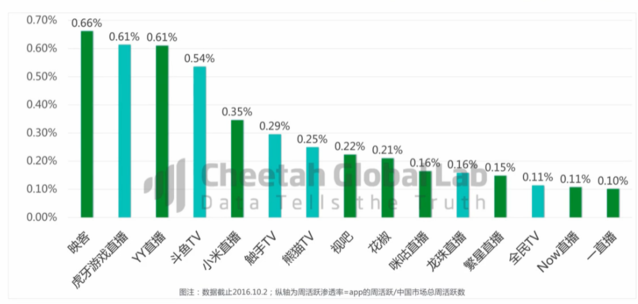 0.70%
0.60%
0.50%
0.40%
0.30%
0.20%
0.10%
0.00%
0.66%
0.61%
0.61%
0.54%
0.35%
0.29%
0.25%
0.22%
0.21%
0.16%
0.16%
0.15%
0.11%
0.11%
0.10%
Cheetah Global Lab
Data Tells the Truth
映客
虎牙游戏直播
YY直播
斗鱼TV
小米直播
触手TV
熊猫TV
视吧
花椒
咪咕直播
龙珠直播
繁星直播
全民TV
Now直播
一直播
图注：数据截止2016.10.2；纵轴为周活跃渗透率=app的周活跃/中国市场总周活跃数